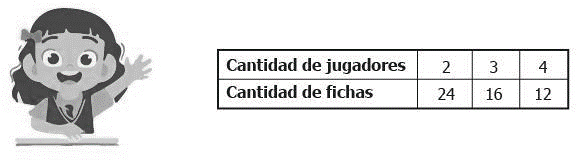 Cantidad de jugadores 2 3 4
Cantidad de fichas 24 16 12